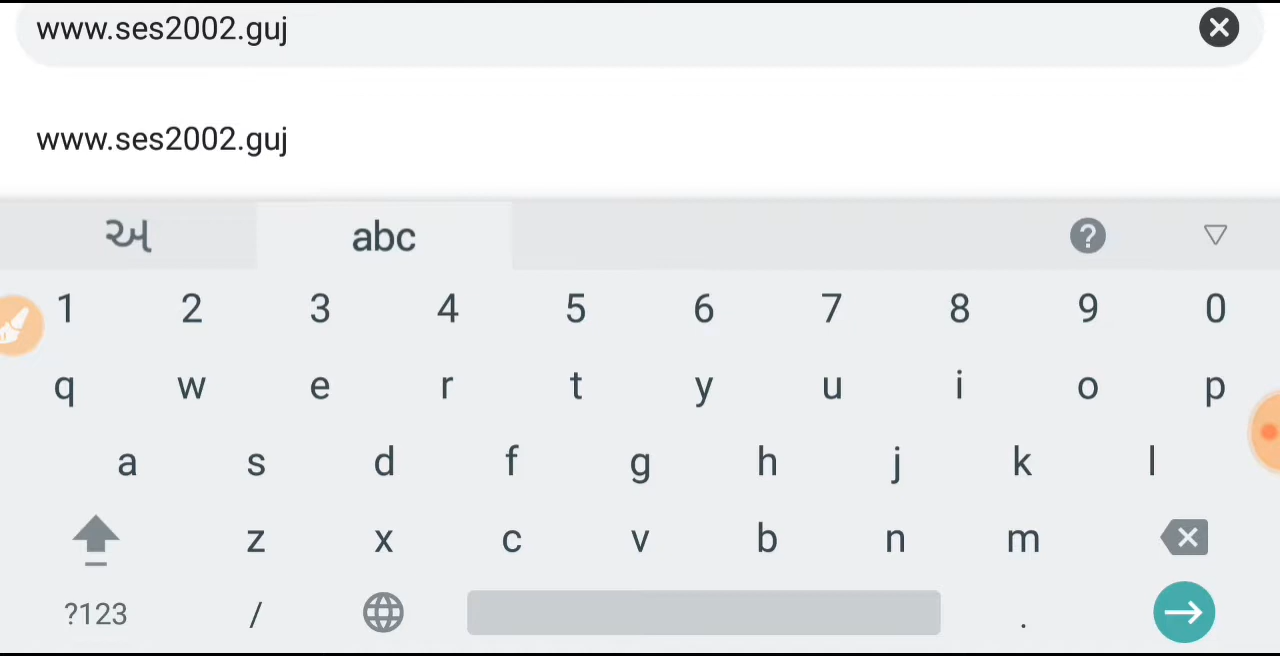 www.ses2002.guj
www.ses2002.guj
અ abc ?
1 2 3 4 5 6 7 8 9 0
q w e r t y u i o p
a s d f g h j k l
z x c v b n m
?123 / .